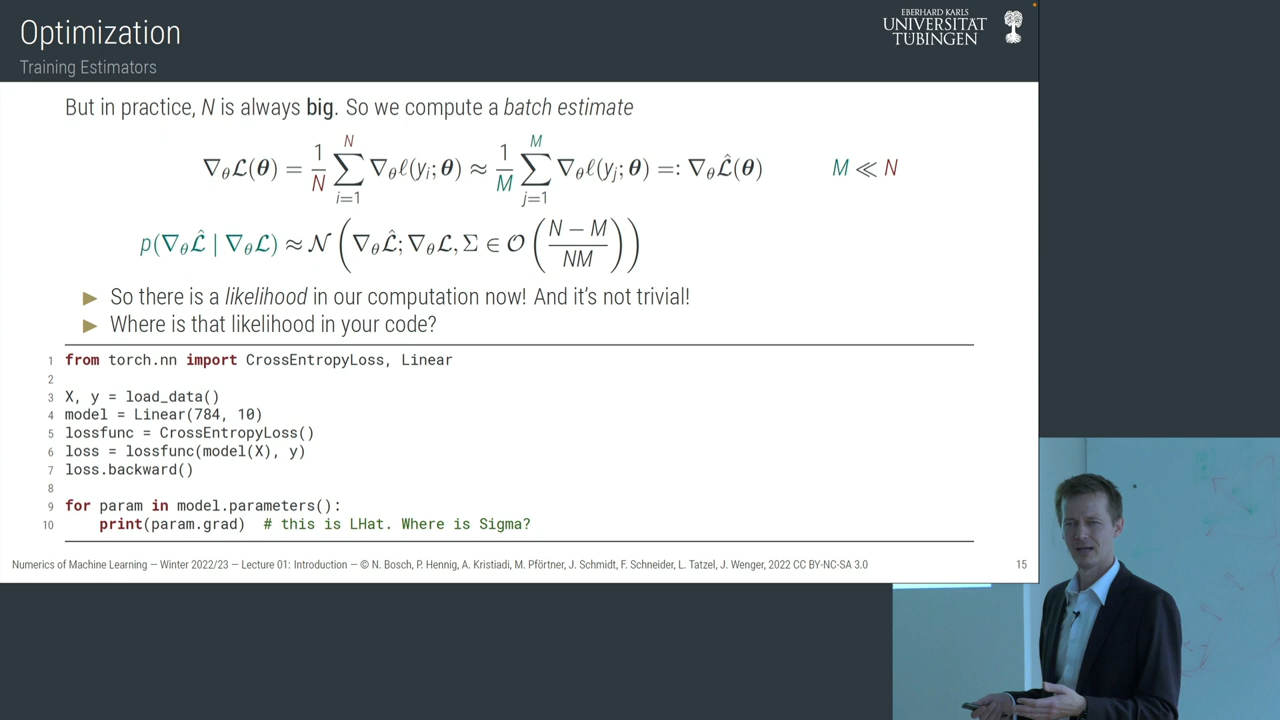 Optimization
Training Estimators
EBERHARD KARLS
UNIVERSITÄT
TÜBINGEN
But in practice, N is always big. So we compute a batch estimate
∇θ𝓛(θ) = 1/N ∑_{i=1}^{N} ∇θℓ(y_i; θ) ≈ 1/M ∑_{j=1}^{M} ∇θℓ(y_j; θ) =: ∇θ𝓛̂(θ) M ≪ N
p(∇θ𝓛̂ | ∇θ𝓛) ≈ 𝒩(∇θ𝓛̂; ∇θ𝓛, Σ ∈ 𝒪((N − M)/(NM)))
▶ So there is a likelihood in our computation now! And it's not trivial!
▶ Where is that likelihood in your code?
1 from torch.nn import CrossEntropyLoss, Linear
2
3 X, y = load_data()
4 model = Linear(784, 10)
5 lossfunc = CrossEntropyLoss()
6 loss = lossfunc(model(X), y)
7 loss.backward()
8
9 for param in model.parameters():
10 print(param.grad) # this is LHat. Where is Sigma?
Numerics of Machine Learning — Winter 2022/23 — Lecture 01: Introduction — © N. Bosch, P. Hennig, A. Kristiadi, M. Pförtner, J. Schmidt, F. Schneider, L. Tatzel, J. Wenger, 2022 CC BY-NC-SA 3.0 15